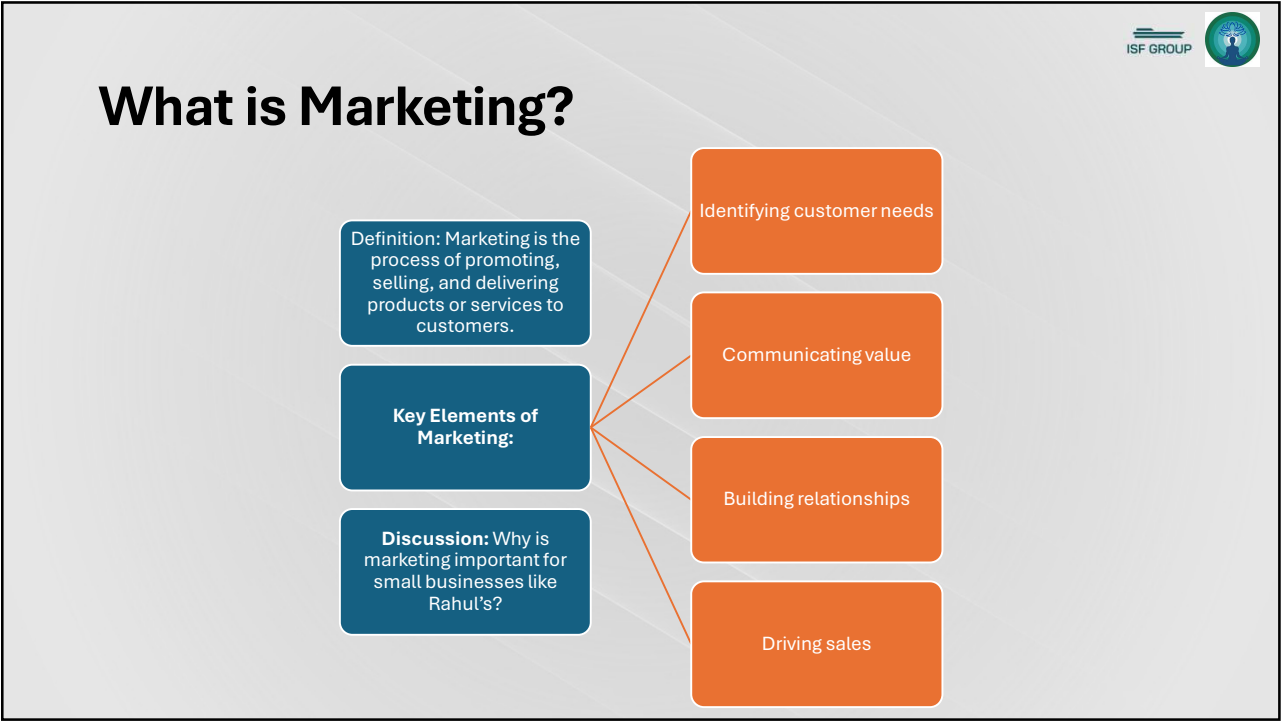 ISF GROUP
What is Marketing?
Definition: Marketing is the
process of promoting,
selling, and delivering
products or services to
customers.
Key Elements of
Marketing:
Discussion: Why is
marketing important for
small businesses like
Rahul’s?
Identifying customer needs
Communicating value
Building relationships
Driving sales